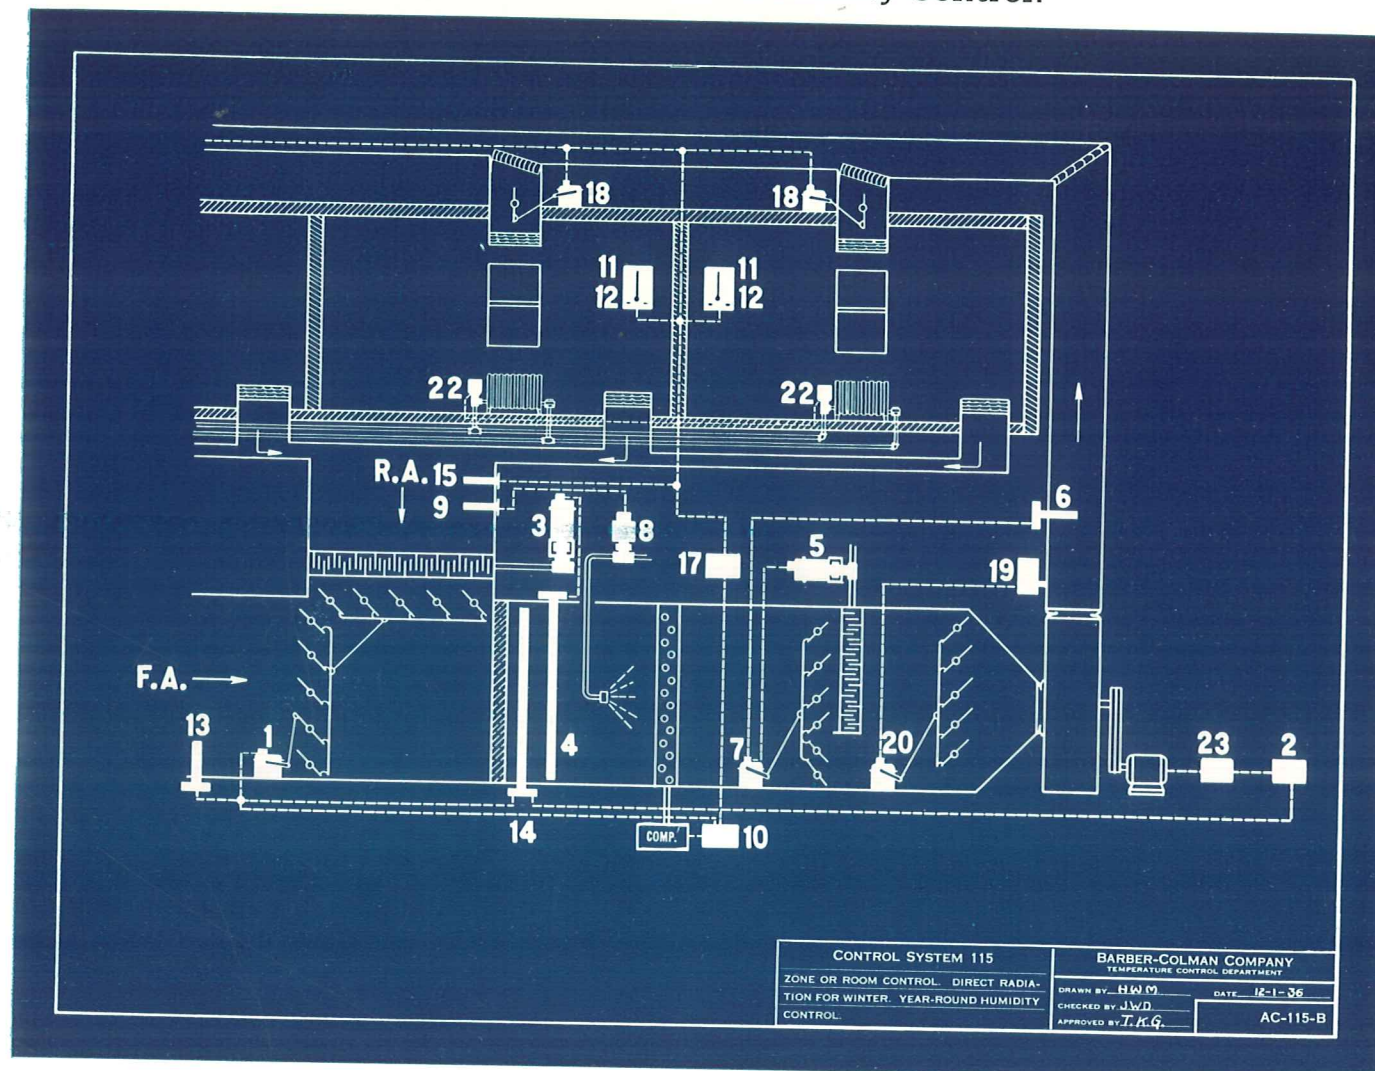 Control
18
18
11
12
11
12
22
22
R.A. 15
9
3
8
6
17
5
19
F.A.
13
1
4
7
20
23
2
14
COMP.
10
CONTROL SYSTEM 115
ZONE OR ROOM CONTROL. DIRECT RADIA-
TION FOR WINTER. YEAR-ROUND HUMIDITY
CONTROL.
BARBER-COLMAN COMPANY
TEMPERATURE CONTROL DEPARTMENT
DRAWN BY HWM
DATE 12-1-36
CHECKED BY JWD
APPROVED BY T.K.G.
AC-115-B